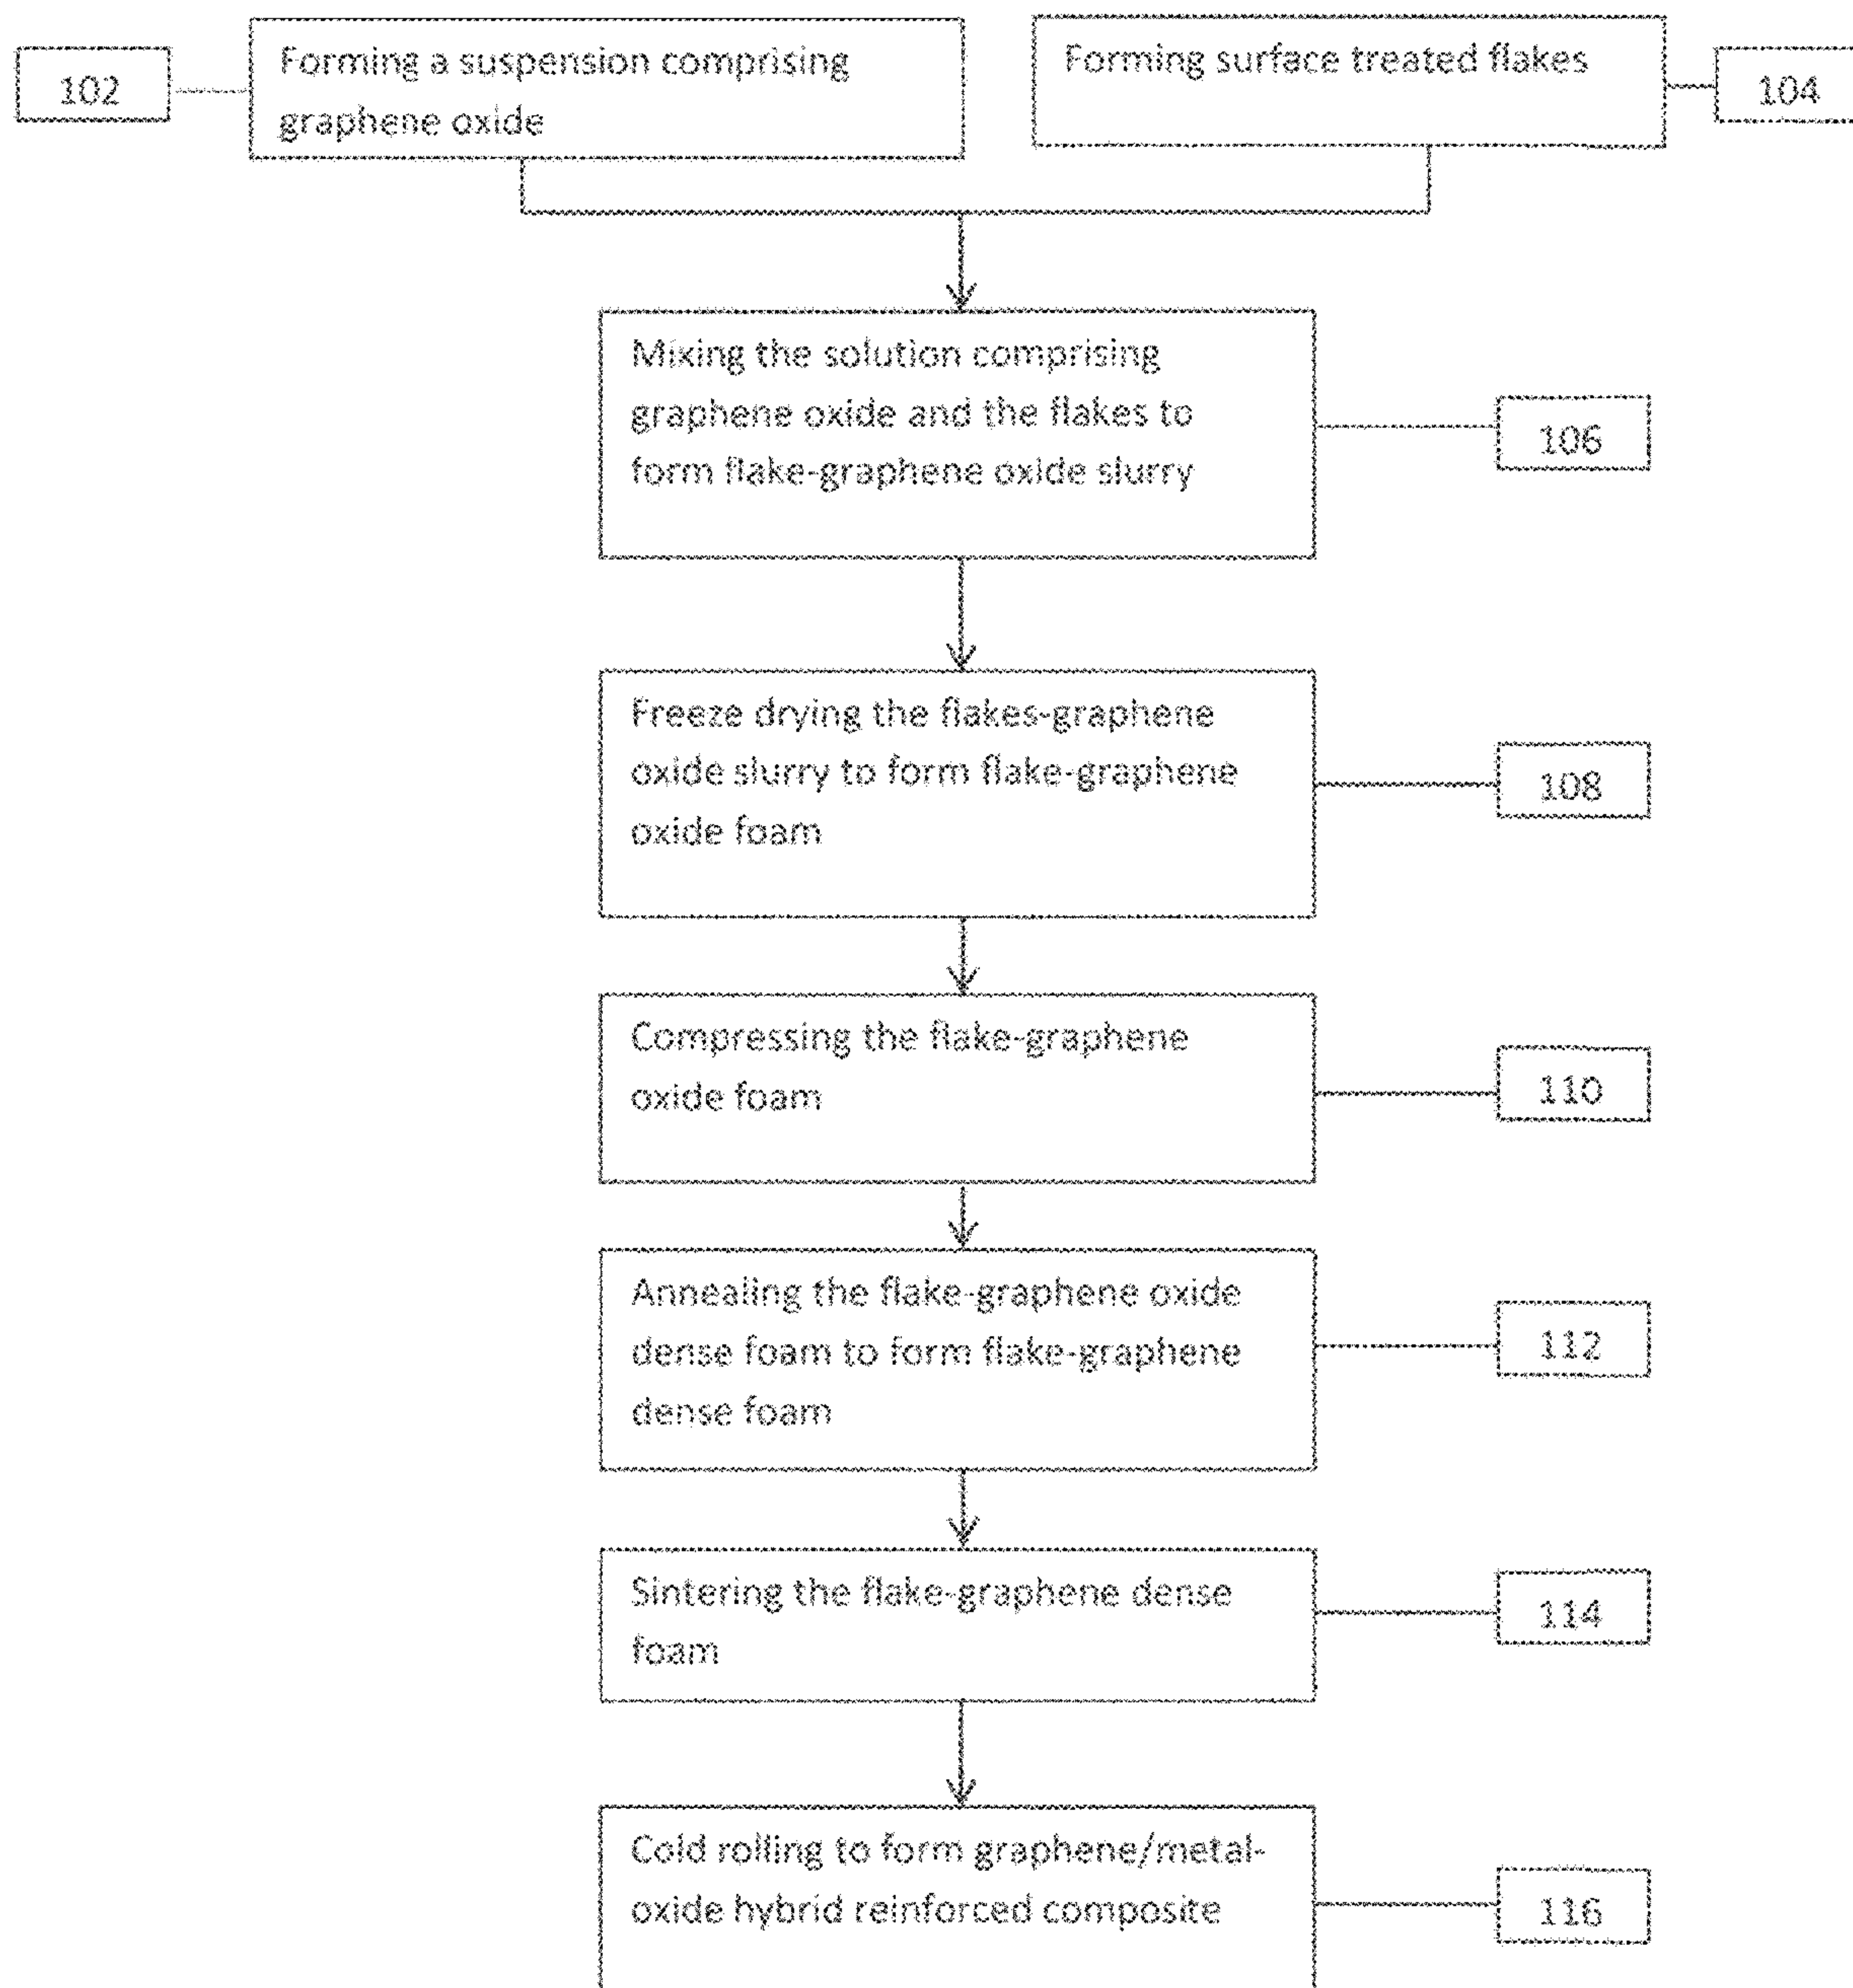 Forming a suspension comprising
graphene oxide
102
Forming surface treated flakes
104
Mixing the solution comprising
graphene oxide and the flakes to
form flake-graphene oxide slurry
106
Freeze drying the flakes-graphene
oxide slurry to form flake-graphene
oxide foam
108
Compressing the flake-graphene
oxide foam
110
Annealing the flake-graphene oxide
dense foam to form flake-graphene
dense foam
112
Sintering the flake-graphene dense
foam
114
Cold rolling to form graphene/metal-
oxide hybrid reinforced composite
116